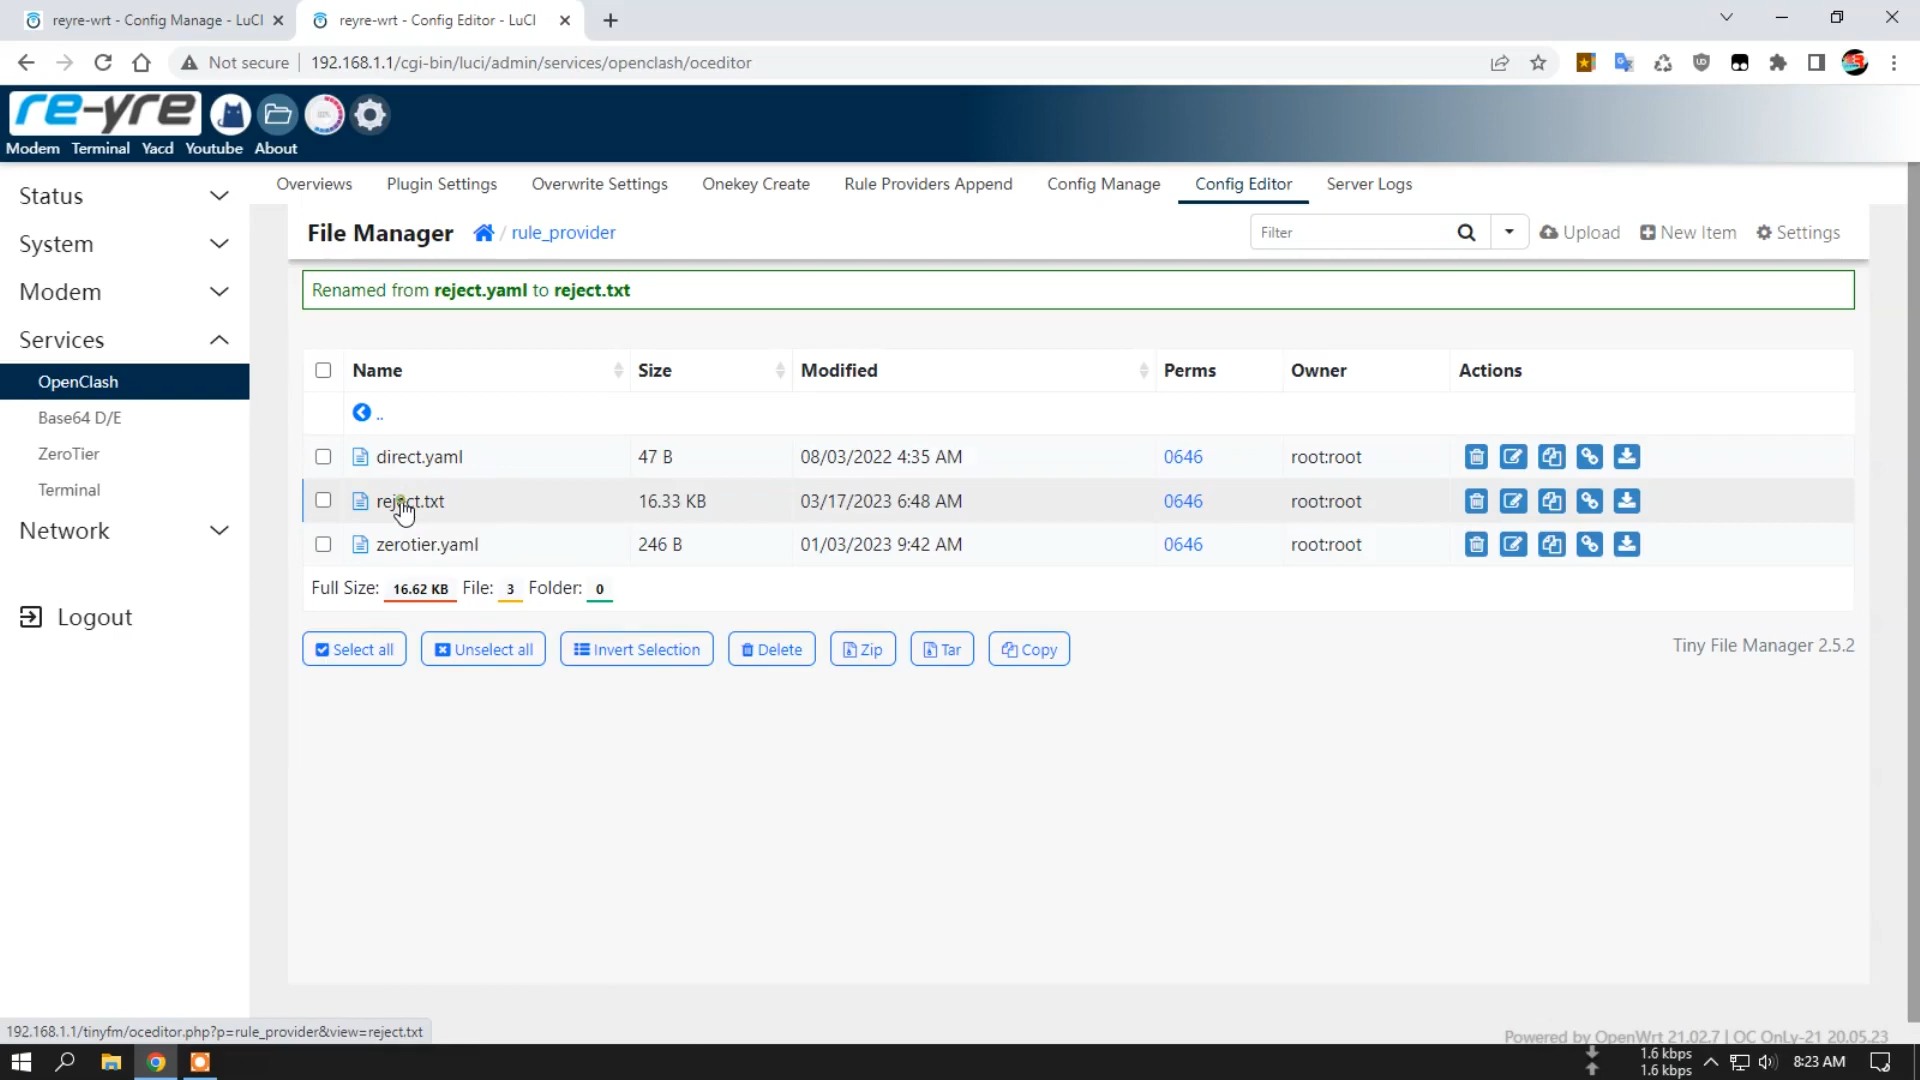 reyre-wrt - Config Manage - LuCI
reyre-wrt - Config Editor - LuCI
Not secure
192.168.1.1/cgi-bin/luci/admin/services/openclash/oceditor
re-yre
Modem Terminal Yacd Youtube About
Status
System
Modem
Services
OpenClash
Base64 D/E
ZeroTier
Terminal
Network
Logout
Overviews Plugin Settings Overwrite Settings Onekey Create Rule Providers Append Config Manage Config Editor Server Logs
File Manager / rule_provider
Filter
Upload New Item Settings
Renamed from reject.yaml to reject.txt
Name Size Modified Perms Owner Actions
..
direct.yaml 47 B 08/03/2022 4:35 AM 0646 root:root
reject.txt 16.33 KB 03/17/2023 6:48 AM 0646 root:root
zerotier.yaml 246 B 01/03/2023 9:42 AM 0646 root:root
Full Size: 16.62 KB File: 3 Folder: 0
Select all Unselect all Invert Selection Delete Zip Tar Copy
Tiny File Manager 2.5.2
192.168.1.1/tinyfm/oceditor.php?p=rule_provider&view=reject.txt
Powered by OpenWrt 21.02.7 | OC OnLy-21 20.05.23
1.6 kbps
1.6 kbps
8:23 AM